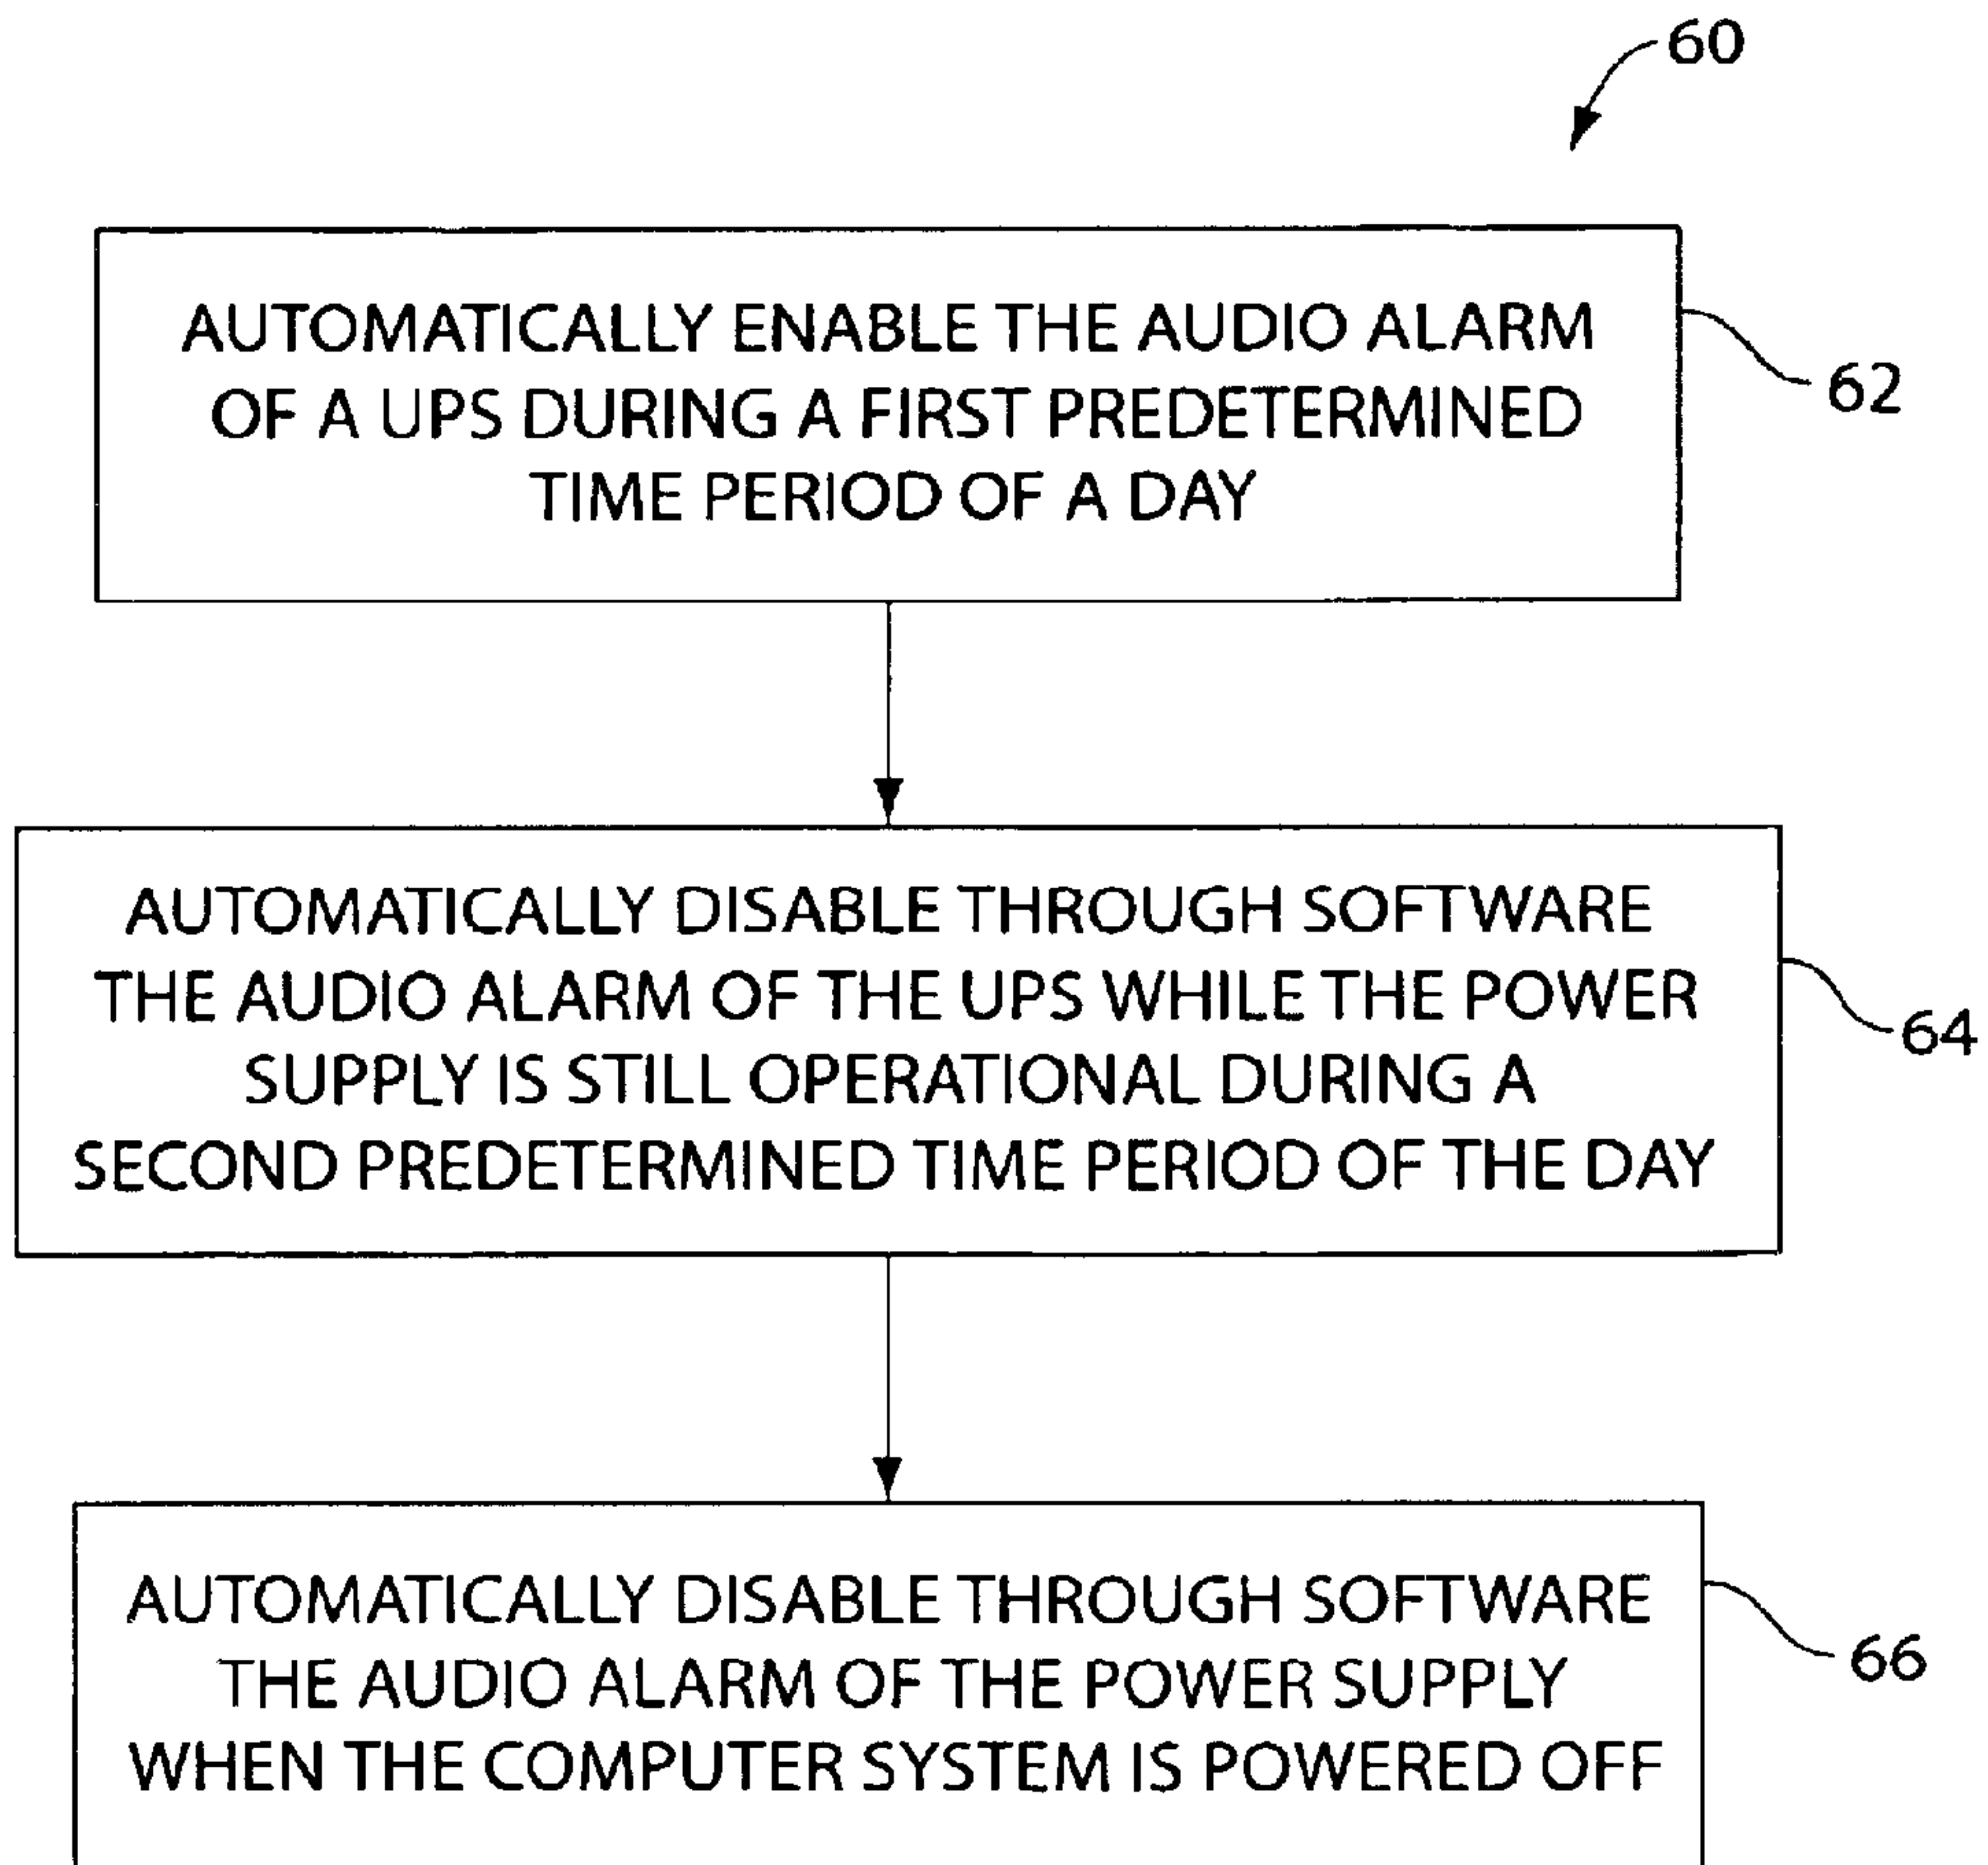 60
AUTOMATICALLY ENABLE THE AUDIO ALARM
OF A UPS DURING A FIRST PREDETERMINED
TIME PERIOD OF A DAY
62
AUTOMATICALLY DISABLE THROUGH SOFTWARE
THE AUDIO ALARM OF THE UPS WHILE THE POWER
SUPPLY IS STILL OPERATIONAL DURING A
SECOND PREDETERMINED TIME PERIOD OF THE DAY
64
AUTOMATICALLY DISABLE THROUGH SOFTWARE
THE AUDIO ALARM OF THE POWER SUPPLY
WHEN THE COMPUTER SYSTEM IS POWERED OFF
66